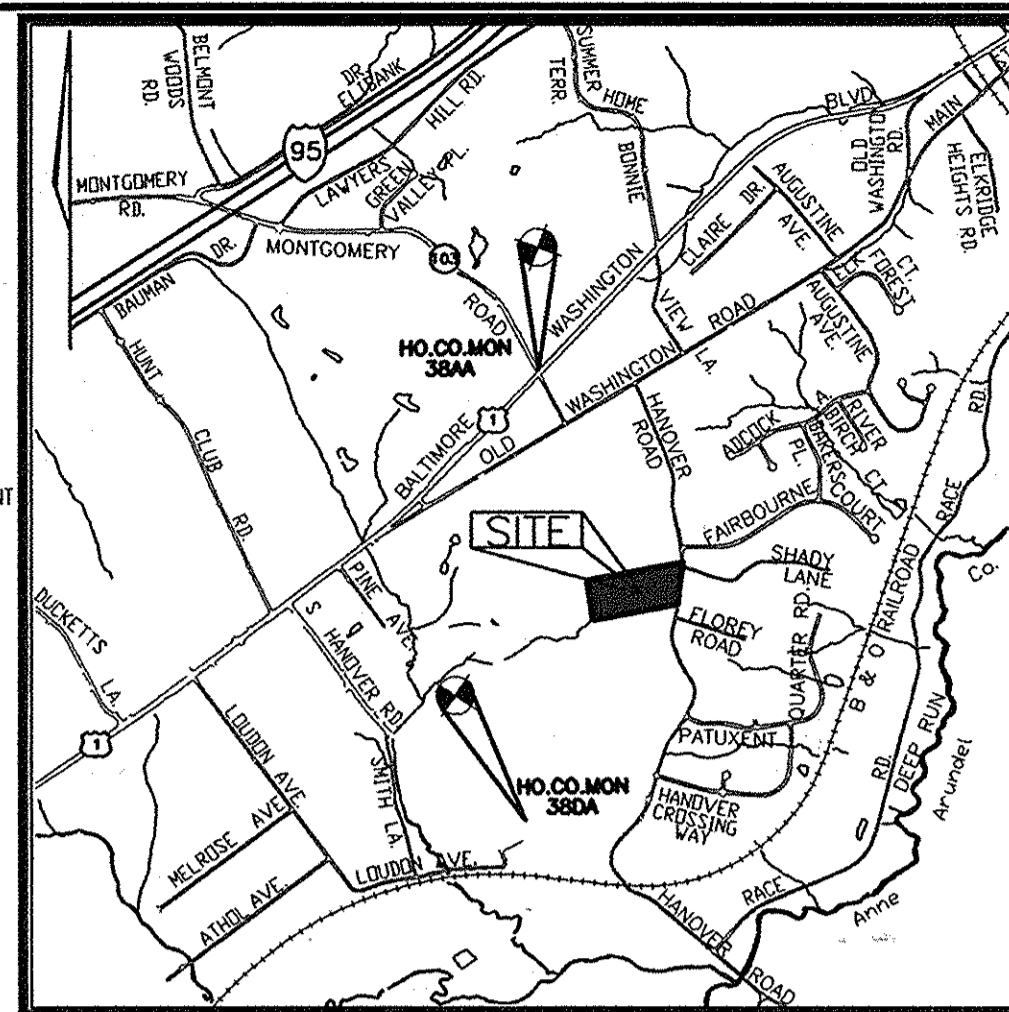 BELMONT
WOODS
RD.
DR.
ELIBANK
HILL RD.
LAWYERS
GREEN
VALLEY PL.
95
MONTGOMERY
RD.
MONTGOMERY
103
ROAD
BAUMAN
DR.
HUNT
CLUB
RD.
SUMMER
HOME
TERR.
BONNIE
VIEW
LA.
BLVD
WASHINGTON
BALTIMORE
1
CLAIRE DR.
AUGUSTINE
AVE.
OLD
WASHINGTON
RD.
MAIN
ELKRIDGE
HEIGHTS RD.
ELK
FOREST
CT.
AUGUSTINE
AVE.
HO.CO.MON
38AA
OLD
WASHINGTON
ROAD
HANOVER
ROAD
ADCOCK
PL.
A
BIRCH
RIVER
BAKERS
CT.
COURT
FAIRBOURNE
SITE
SHADY
LANE
FLOREY
ROAD
QUARTER RD.
PATUXENT
HANOVER
CROSSING
WAY
B & O RAILROAD
RACE
RD.
RD.
DEEP RUN
Co.
Arundel
Anne
NT
DUCKETTS
LA.
1
PINE AVE.
S
HANOVER RD.
LOUDON AVE.
SMITH LA.
HO.CO.MON
38DA
MELROSE AVE.
ATHOL AVE.
LOUDON AVE.
RACE
HANOVER
ROAD